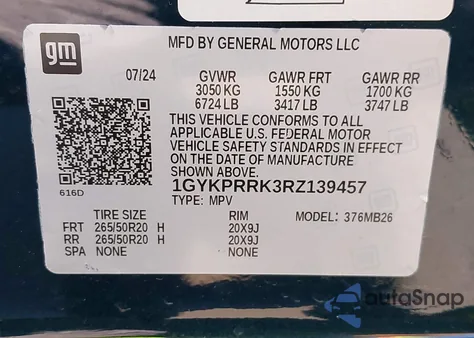 gm
MFD BY GENERAL MOTORS LLC
07/24 GVWR GAWR FRT GAWR RR
3050 KG 1550 KG 1700 KG
6724 LB 3417 LB 3747 LB
THIS VEHICLE CONFORMS TO ALL
APPLICABLE U.S. FEDERAL MOTOR
VEHICLE SAFETY STANDARDS IN EFFECT
ON THE DATE OF MANUFACTURE
SHOWN ABOVE.
616D 1GYKPRRK3RZ139457
TYPE: MPV
TIRE SIZE RIM MODEL: 376MB26
FRT 265/50R20 H 20X9J
RR 265/50R20 H 20X9J
SPA NONE NONE
autoSnap